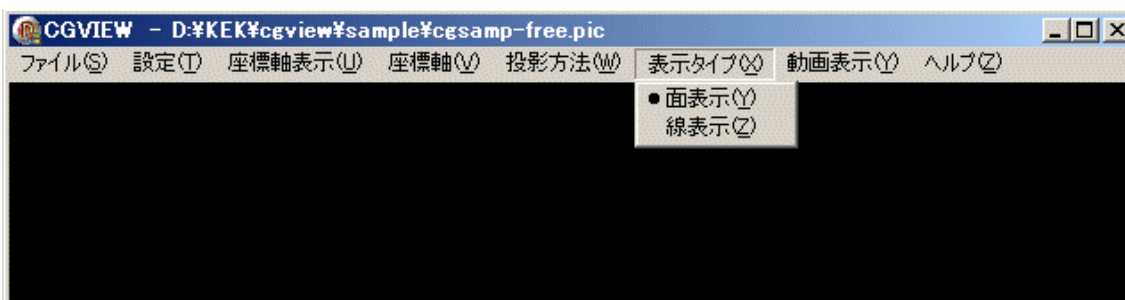 CGVIEW - D:¥KEK¥cgview¥sample¥cgsamp-free.pic
ファイル(S) 設定(T) 座標軸表示(U) 座標軸(V) 投影方法(W) 表示タイプ(X) 動画表示(Y) ヘルプ(Z)
● 面表示(Y)
線表示(Z)